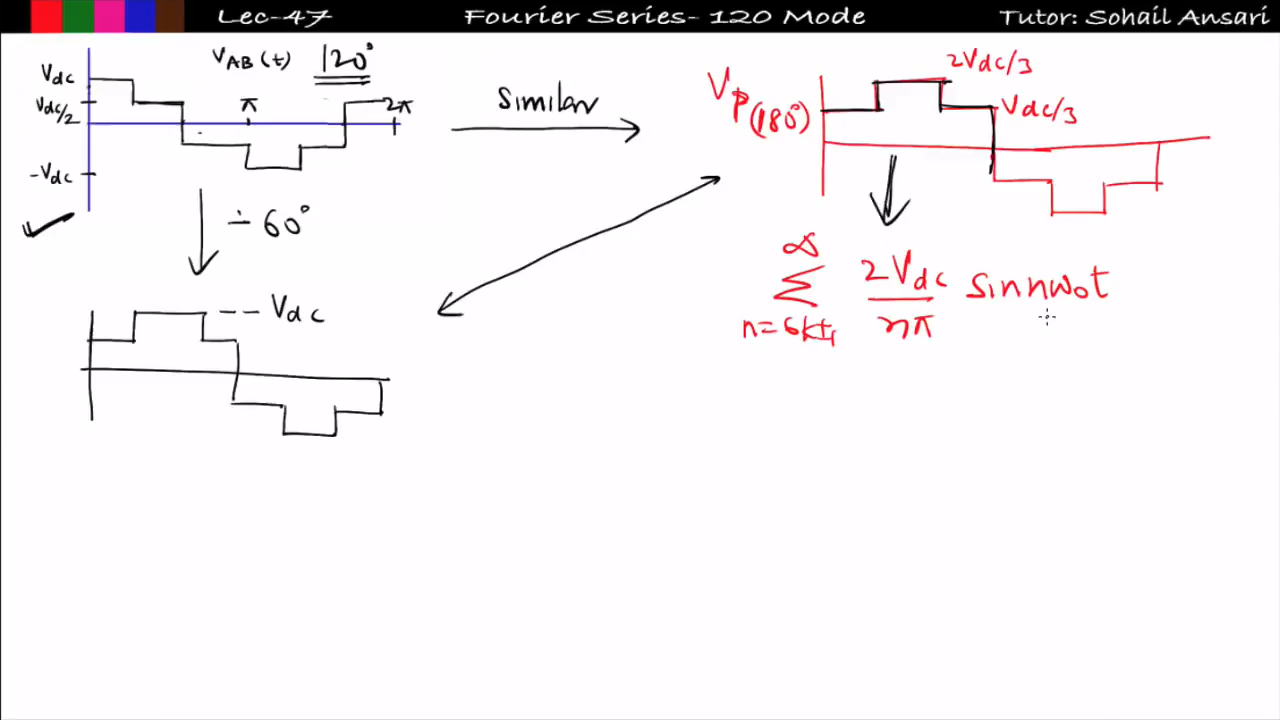 Lec-47 Fourier Series- 120 Mode Tutor: Sohail Ansari
VAB(t) 120°
Vdc
Vdc/2
π
2π
-Vdc
Similar
Vp(180°)
2Vdc/3
Vdc/3
÷ 60°
-- Vdc
∞
∑ 2Vdc/nπ sin nω0t
n=6k±1